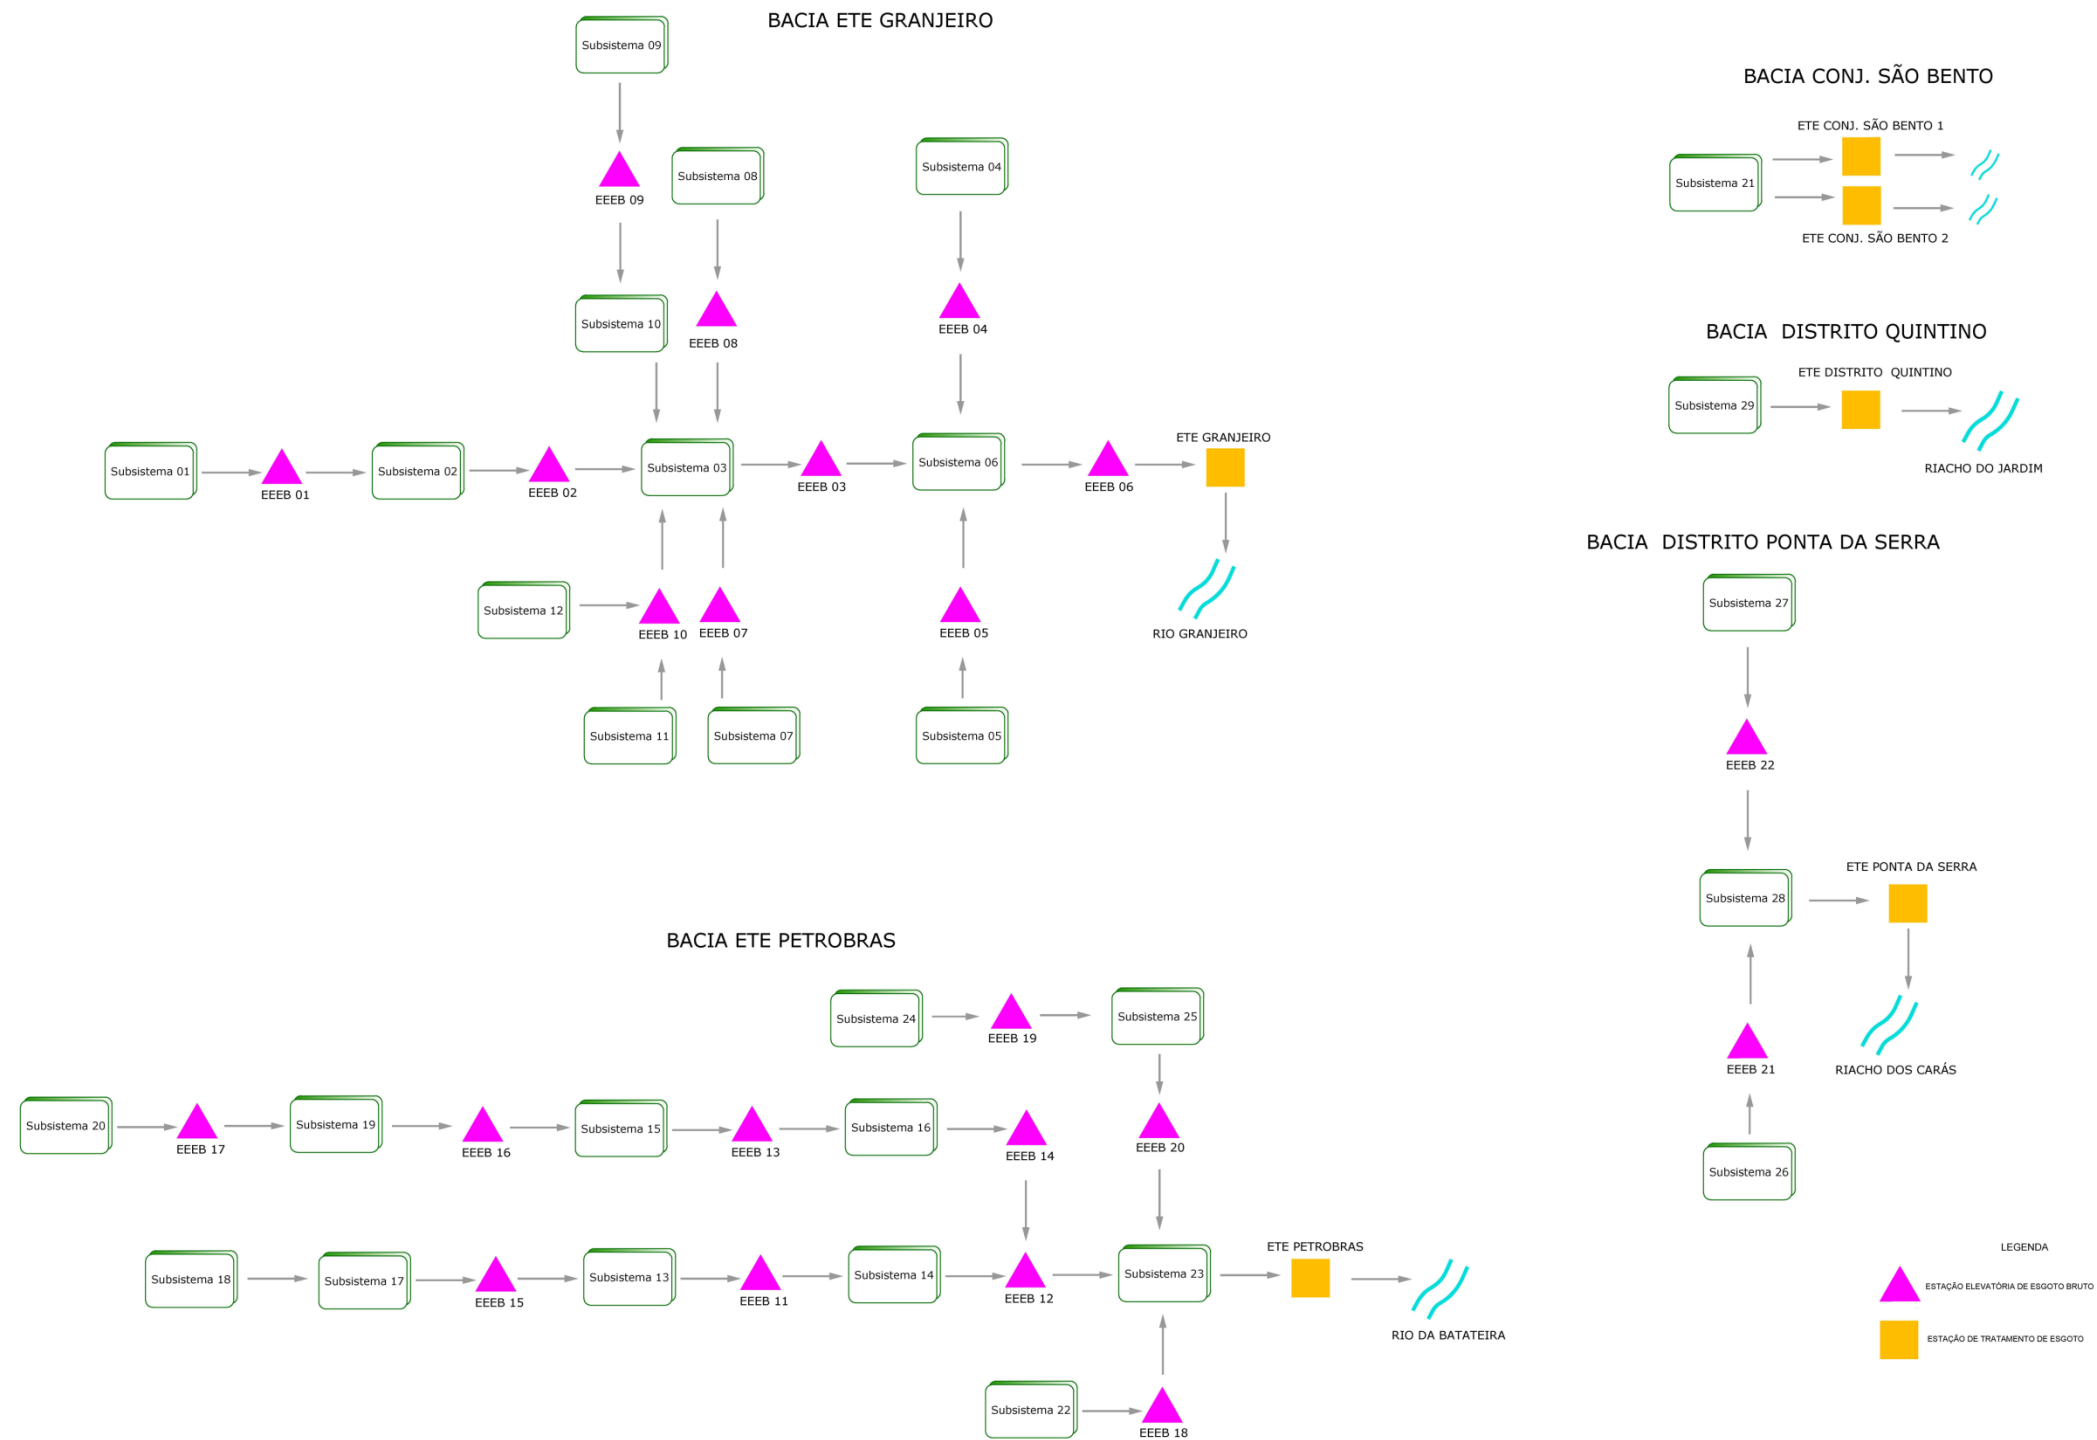 BACIA ETE GRANJEIRO
Subsistema 09
EEEB 09
Subsistema 08
Subsistema 04
Subsistema 10
EEEB 08
EEEB 04
Subsistema 01
EEEB 01
Subsistema 02
EEEB 02
Subsistema 03
EEEB 03
Subsistema 06
EEEB 06
ETE GRANJEIRO
RIO GRANJEIRO
Subsistema 12
EEEB 10
EEEB 07
EEEB 05
Subsistema 11
Subsistema 07
Subsistema 05
BACIA ETE PETROBRAS
Subsistema 24
EEEB 19
Subsistema 25
Subsistema 20
EEEB 17
Subsistema 19
EEEB 16
Subsistema 15
EEEB 13
Subsistema 16
EEEB 14
EEEB 20
Subsistema 18
Subsistema 17
EEEB 15
Subsistema 13
EEEB 11
Subsistema 14
EEEB 12
Subsistema 23
ETE PETROBRAS
RIO DA BATATEIRA
Subsistema 22
EEEB 18
BACIA CONJ. SÃO BENTO
ETE CONJ. SÃO BENTO 1
Subsistema 21
ETE CONJ. SÃO BENTO 2
BACIA DISTRITO QUINTINO
ETE DISTRITO QUINTINO
Subsistema 29
RIACHO DO JARDIM
BACIA DISTRITO PONTA DA SERRA
Subsistema 27
EEEB 22
ETE PONTA DA SERRA
Subsistema 28
EEEB 21
RIACHO DOS CARÁS
Subsistema 26
LEGENDA
ESTAÇÃO ELEVATÓRIA DE ESGOTO BRUTO
ESTAÇÃO DE TRATAMENTO DE ESGOTO